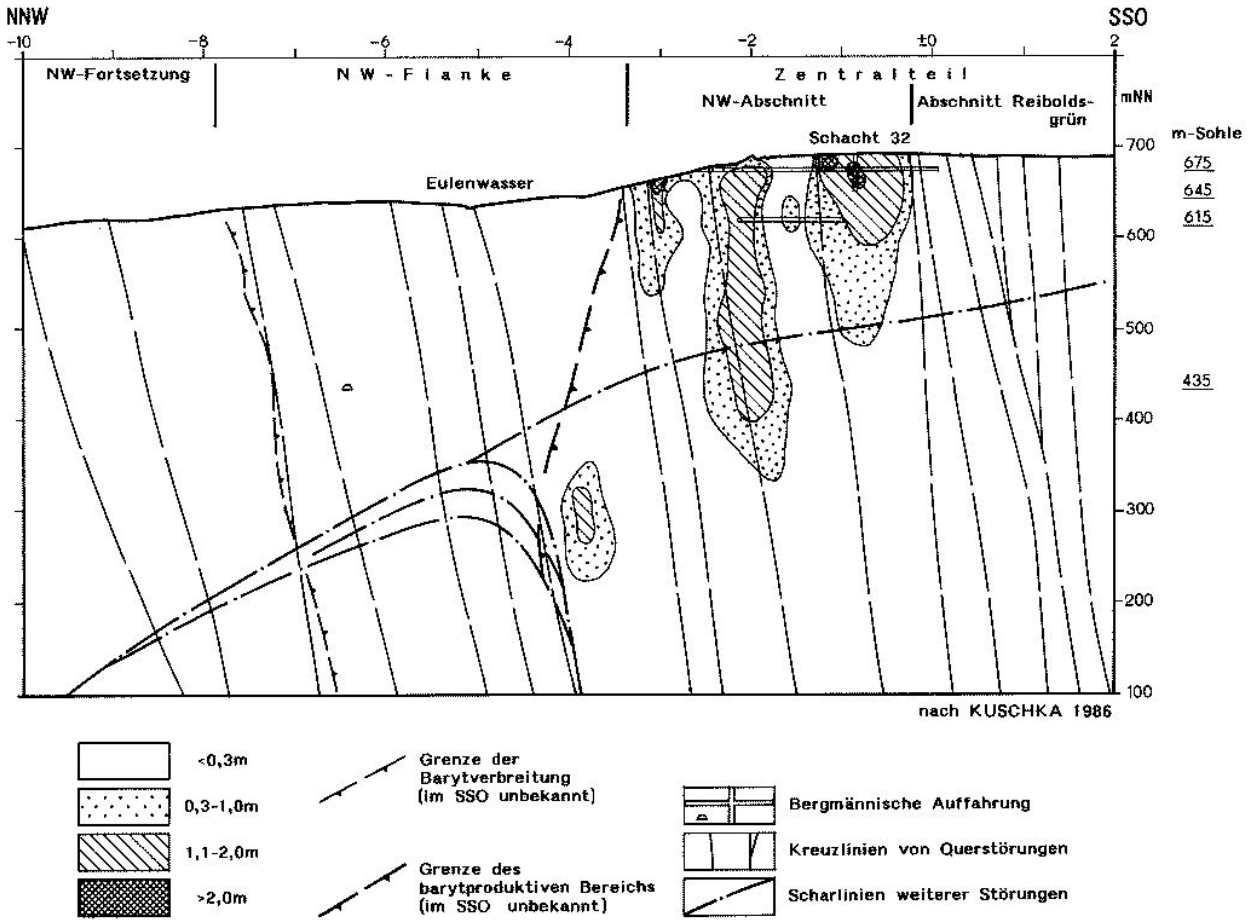 NNW
SSO
-10 -8 -6 -4 -2 ±0 2
NW-Fortsetzung
NW-Flanke
Zentralteil
NW-Abschnitt
Abschnitt Reibolds-
grün
mNN
Schacht 32
m-Sohle
700
675
645
615
600
500
435
400
300
200
100
Eulenwasser
nach KUSCHKA 1986
<0,3m
0,3-1,0m
1,1-2,0m
>2,0m
Grenze der
Barytverbreitung
(im SSO unbekannt)
Grenze des
barytproduktiven Bereichs
(im SSO unbekannt)
Bergmännische Auffahrung
Kreuzlinien von Querstörungen
Scharlinien weiterer Störungen